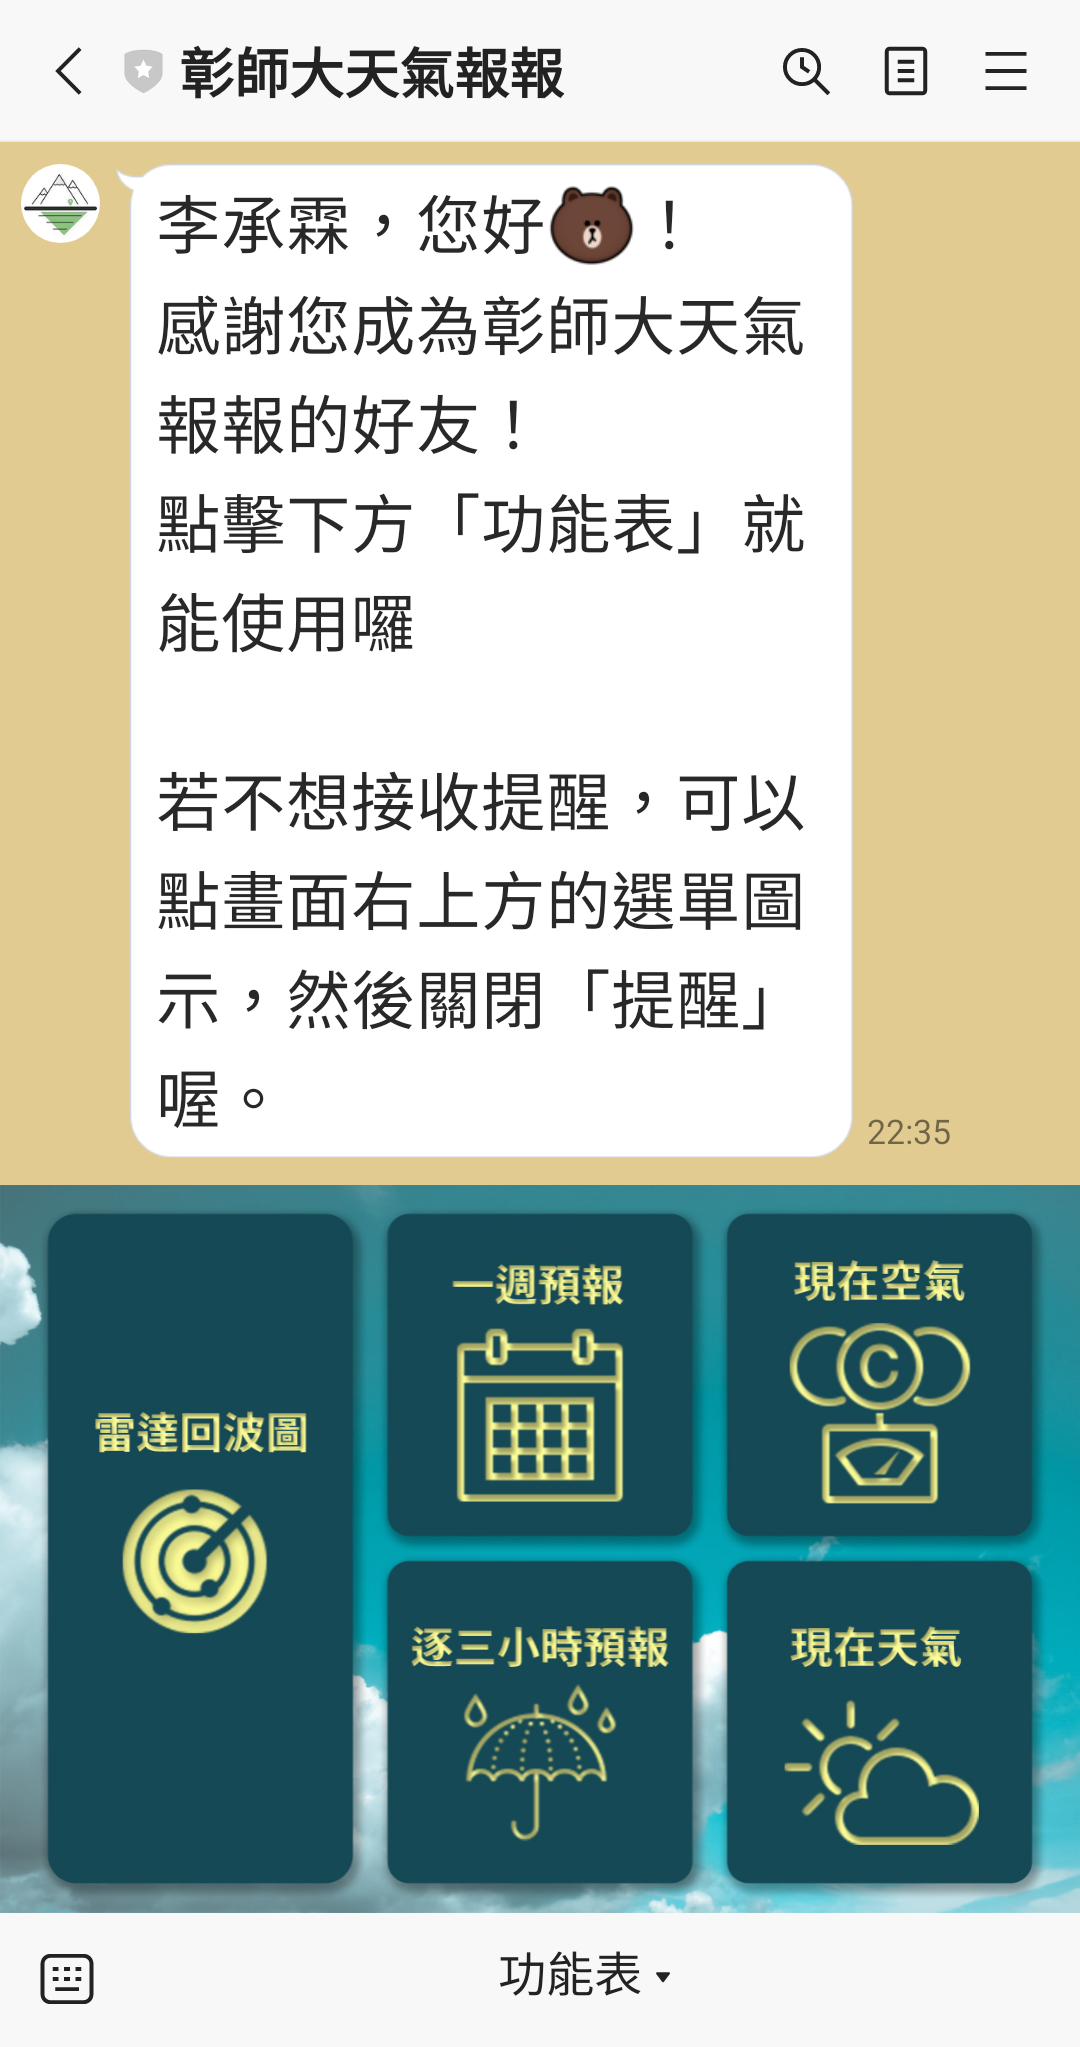 彰師大天氣報報
李承霖，您好！
感謝您成為彰師大天氣
報報的好友！
點擊下方「功能表」就
能使用囉
若不想接收提醒，可以
點畫面右上方的選單圖
示，然後關閉「提醒」
喔。
22:35
雷達回波圖
一週預報
現在空氣
C
逐三小時預報
現在天氣
功能表